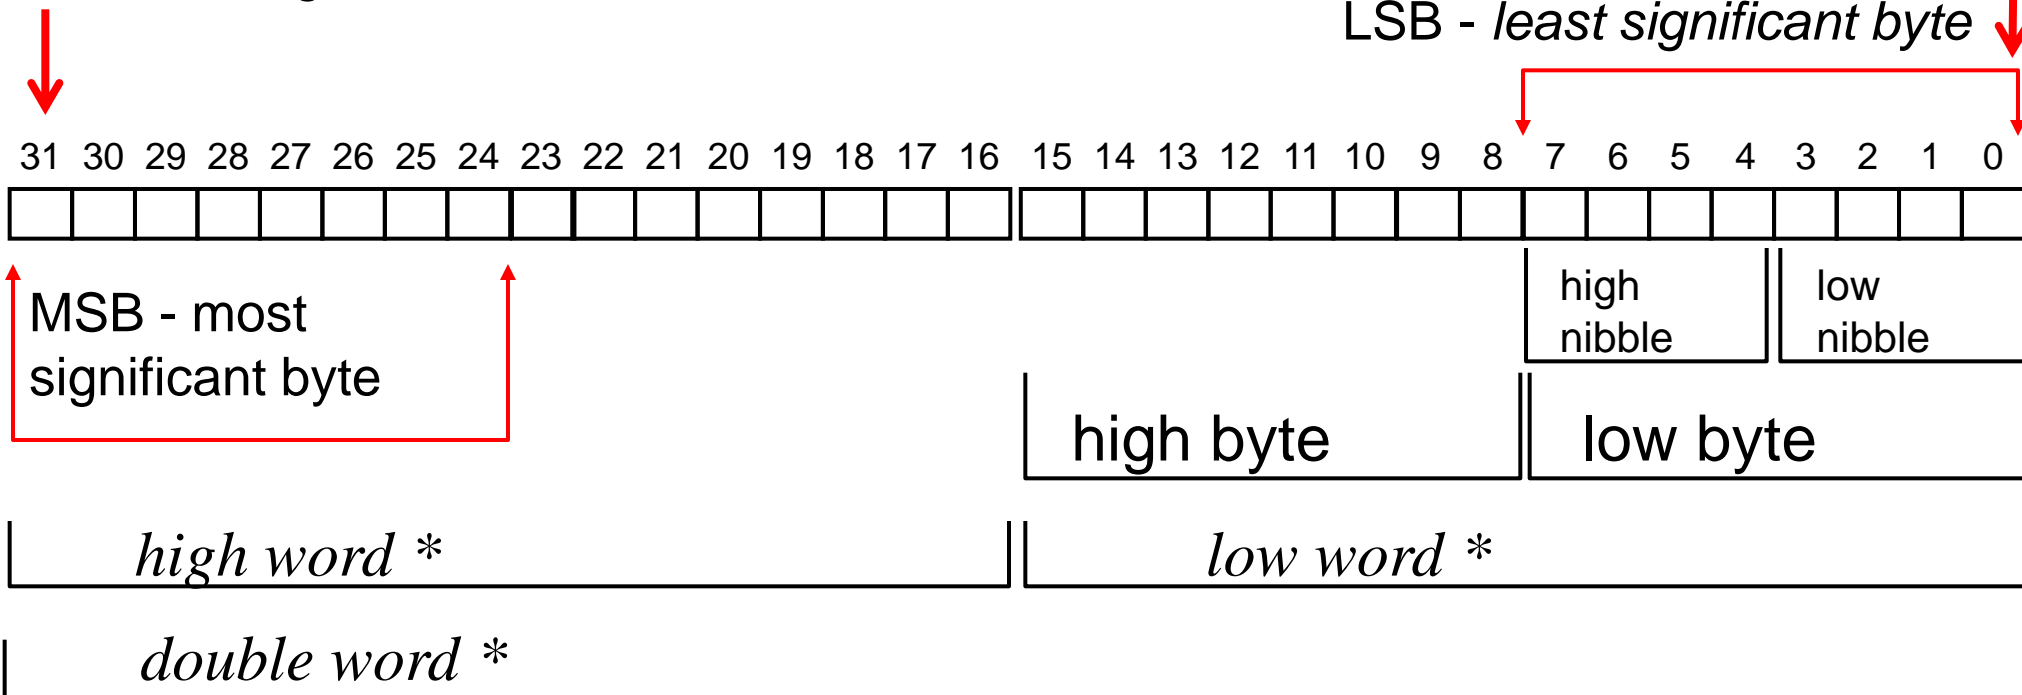 LSB - least significant byte
31 30 29 28 27 26 25 24 23 22 21 20 19 18 17 16 15 14 13 12 11 10 9 8 7 6 5 4 3 2 1 0
MSB - most
significant byte
high
nibble
low
nibble
high byte
low byte
high word *
low word *
double word *